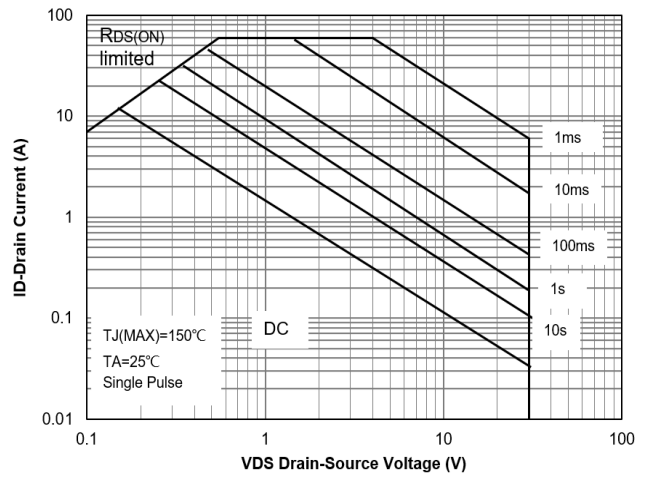 100
10
1
0.1
0.01
ID-Drain Current (A)
RDS(ON)
limited
1ms
10ms
100ms
1s
10s
DC
TJ(MAX)=150℃
TA=25℃
Single Pulse
0.1
1
10
100
VDS Drain-Source Voltage (V)